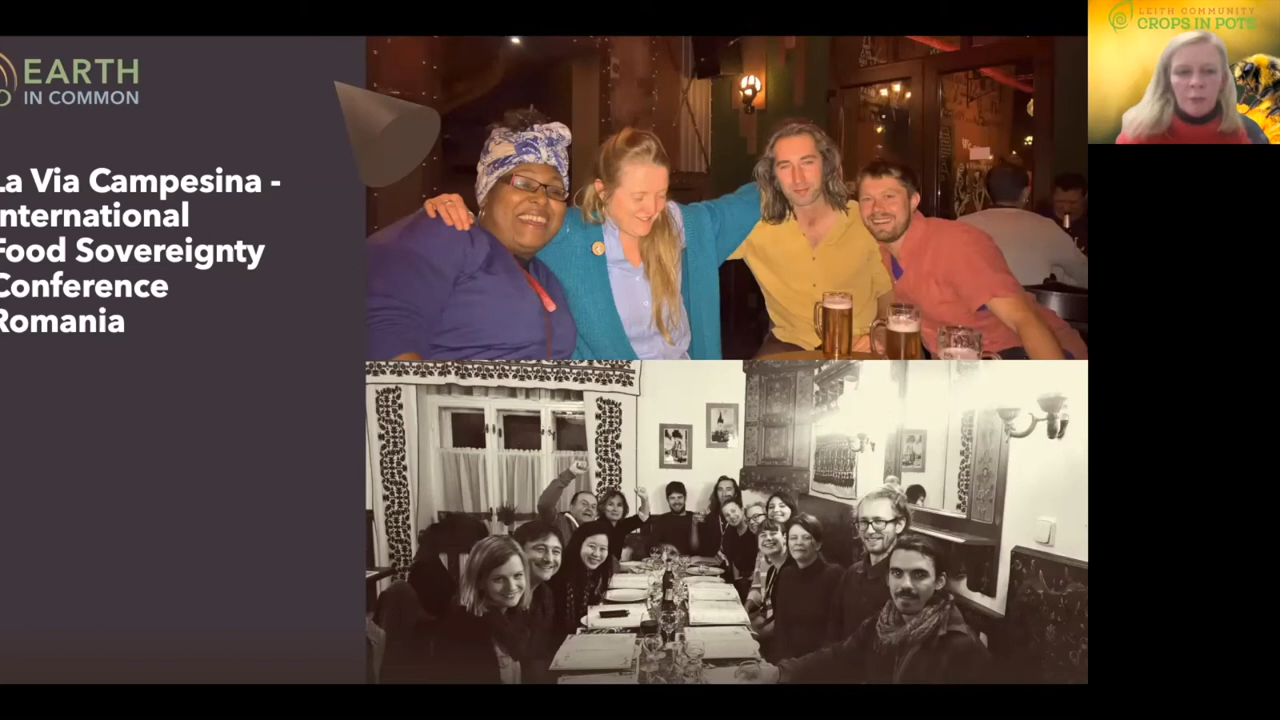 EARTH
IN COMMON
La Via Campesina -
International
Food Sovereignty
Conference
Romania
LEITH COMMUNITY
CROPS IN POTS